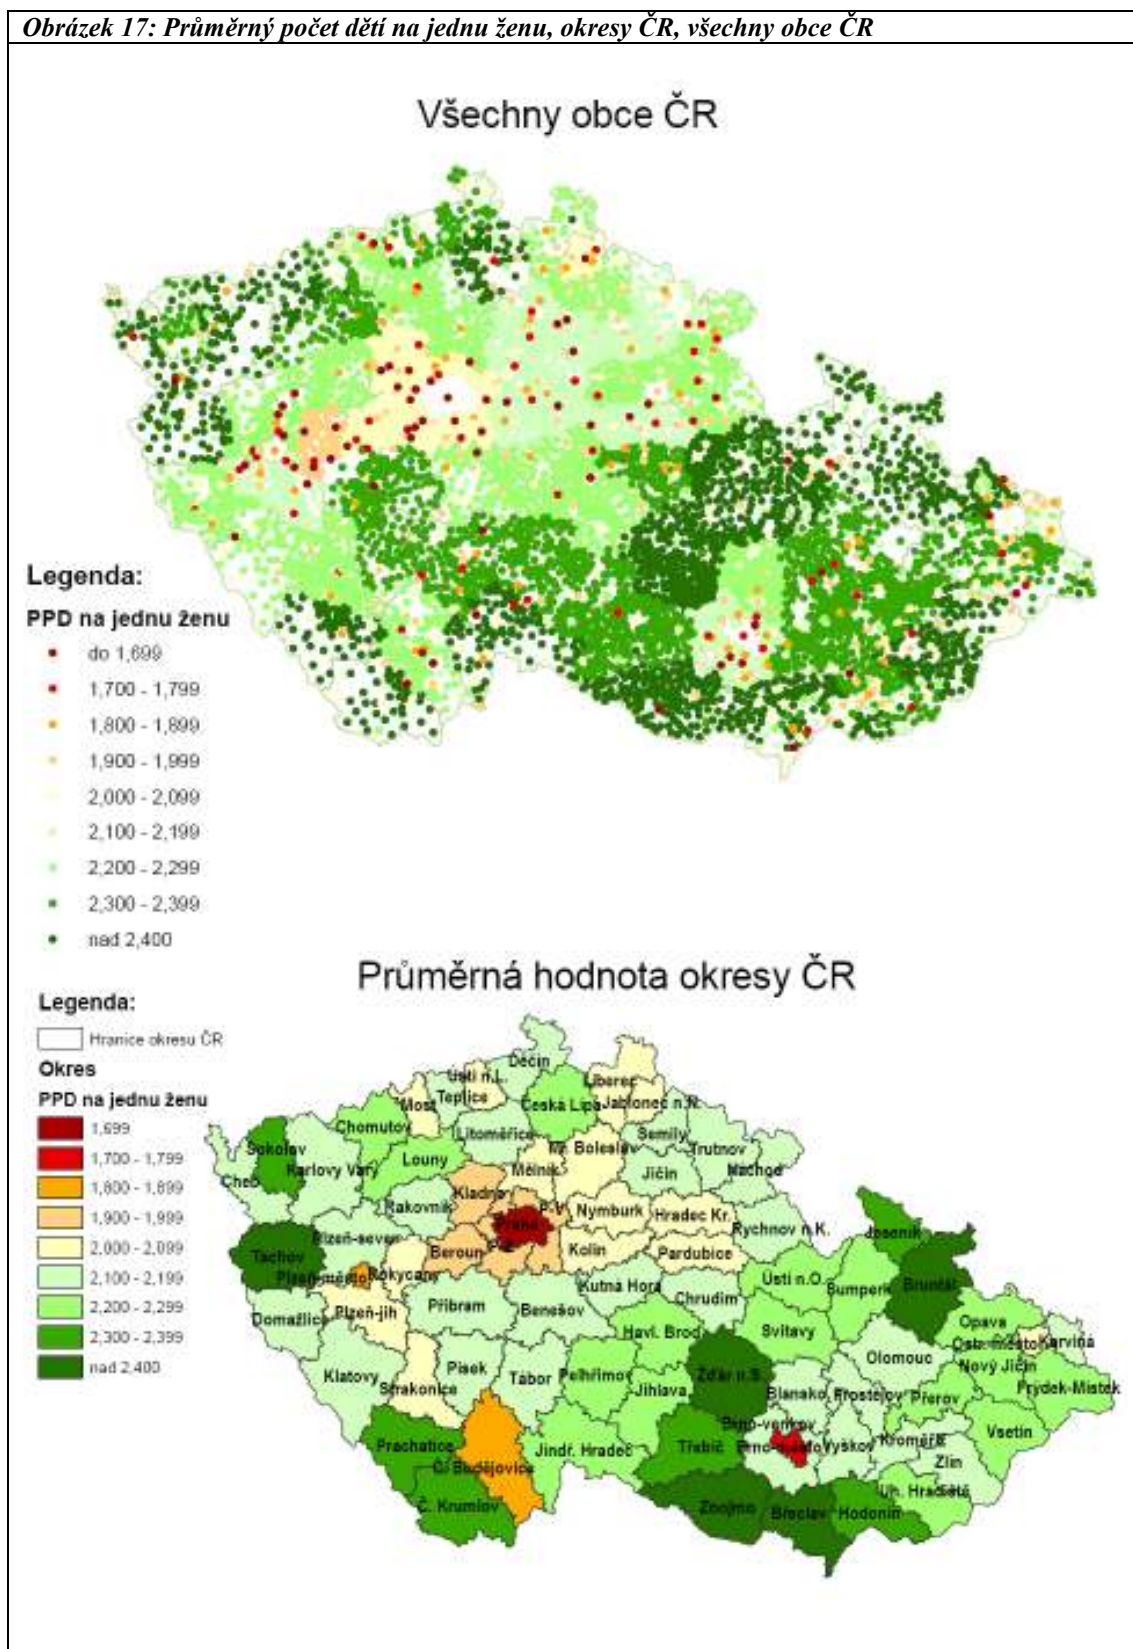 Obrázek 17: Průměrný počet dětí na jednu ženu, okresy ČR, všechny obce ČR
Všechny obce ČR
Legenda:
PPD na jednu ženu
do 1,699
1,700 - 1,799
1,800 - 1,899
1,900 - 1,999
2,000 - 2,099
2,100 - 2,199
2,200 - 2,299
2,300 - 2,399
nad 2,400
Průměrná hodnota okresy ČR
Legenda:
Hranice okresu ČR
Okres
PPD na jednu ženu
1,699
1,700 - 1,799
1,800 - 1,899
1,900 - 1,999
2,000 - 2,099
2,100 - 2,199
2,200 - 2,299
2,300 - 2,399
nad 2,400
Děčín
Ústí n.L.
Liberec
Teplice
Most
Česká Lípa
Jablonec n.N.
Chomutov
Litoměřice
Semily
Sokolov
Ml. Boleslav
Trutnov
Karlovy Vary
Louny
Mělník
Jičín
Náchod
Cheb
Kladno
Rakovník
Nymburk
Hradec Kr.
Praha
Rychnov n.K.
Jeseník
Plzeň-sever
Tachov
Beroun
Kolín
Pardubice
Plzeň-město
Rokycany
Kutná Hora
Ústí n.O.
Šumperk
Bruntál
Plzeň-jih
Příbram
Benešov
Chrudim
Domažlice
Opava
Havl. Brod
Svitavy
Ostr.-město
Karviná
Olomouc
Nový Jičín
Klatovy
Písek
Tábor
Pelhřimov
Žďár n.S.
Strakonice
Jihlava
Blansko
Prostějov
Přerov
Frýdek-Místek
Brno-venkov
Vsetín
Prachatice
Jindř. Hradec
Třebíč
Brno-město
Vyškov
Kroměříž
Č. Budějovice
Zlín
Uh. Hradiště
Č. Krumlov
Znojmo
Břeclav
Hodonín